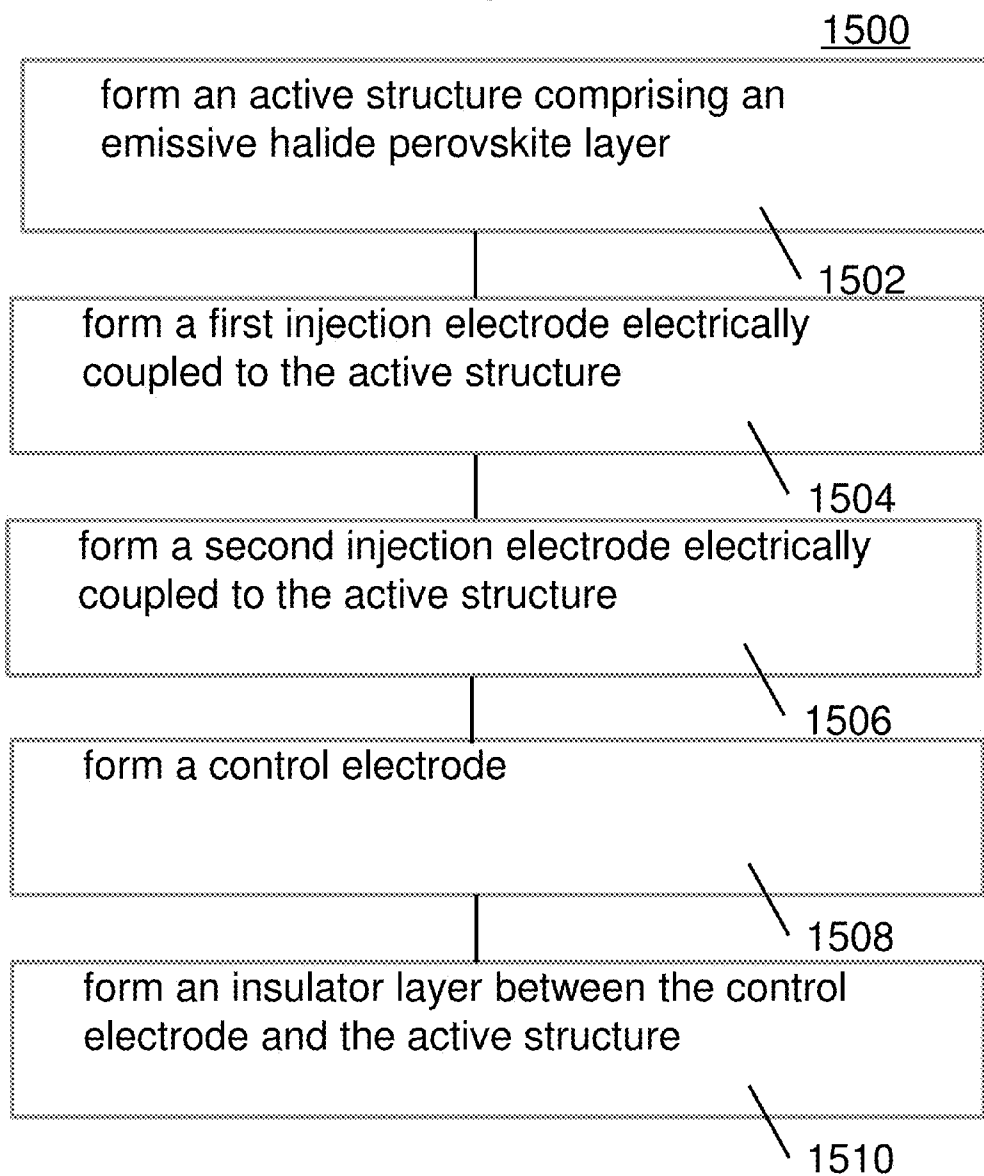 1500
form an active structure comprising an
emissive halide perovskite layer
1502
form a first injection electrode electrically
coupled to the active structure
1504
form a second injection electrode electrically
coupled to the active structure
1506
form a control electrode
1508
form an insulator layer between the control
electrode and the active structure
1510